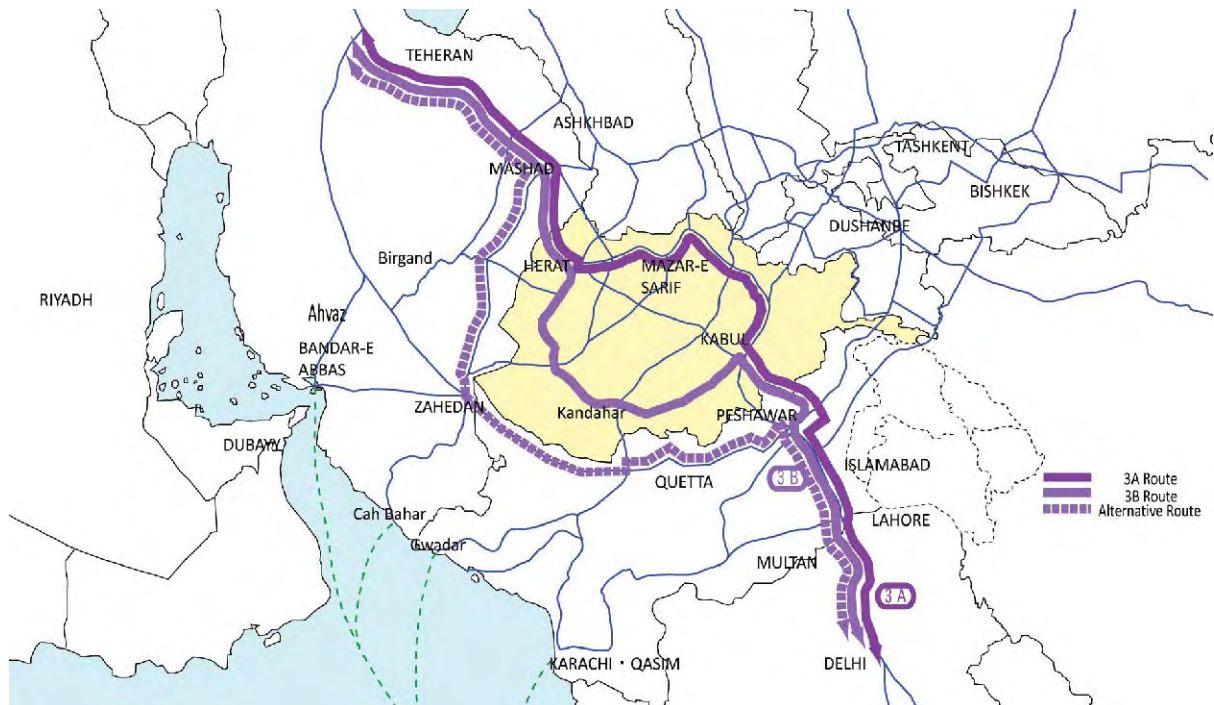 TEHERAN
ASHKHBAD
TASHKENT
MASHAD
BISHKEK
DUSHANBE
Birgand
HERAT
MAZAR-E
SARIF
RIYADH
Ahvaz
BANDAR-E
ABBAS
KABUL
ZAHEDAN
Kandahar
PESHAWAR
DUBAYY
ISLAMABAD
QUETTA
3 B
3A Route
3B Route
Alternative Route
Cah Bahar
LAHORE
Gwadar
MULTAN
3 A
KARACHI・QASIM
DELHI